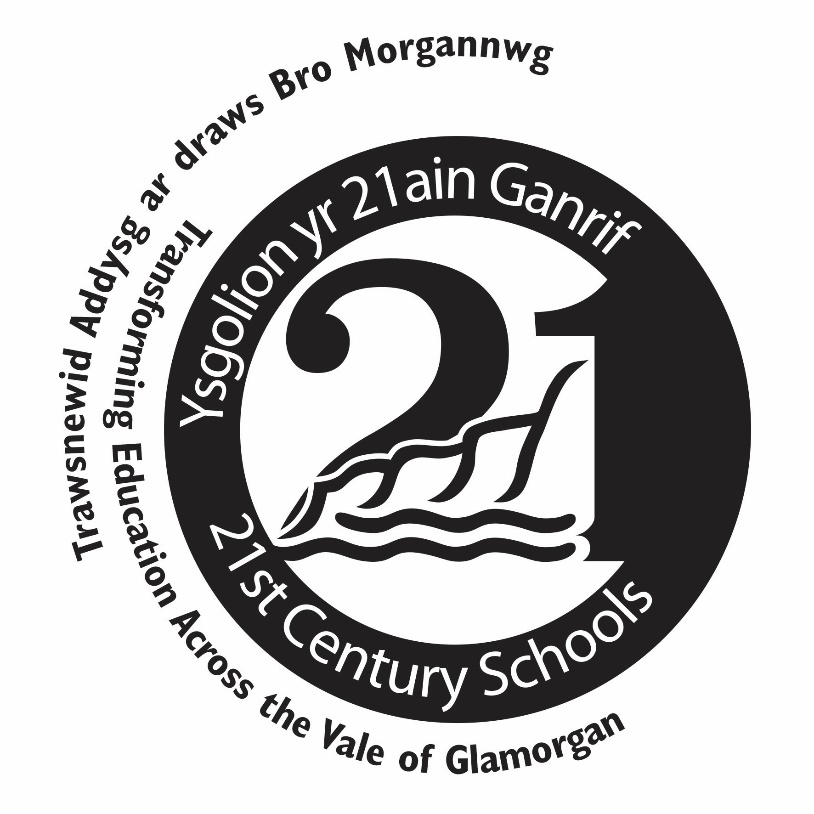 Trawsnewid Addysg ar draws Bro Morgannwg
Transforming Education Across the Vale of Glamorgan
Ysgolion yr 21ain Ganrif
21
21st Century Schools